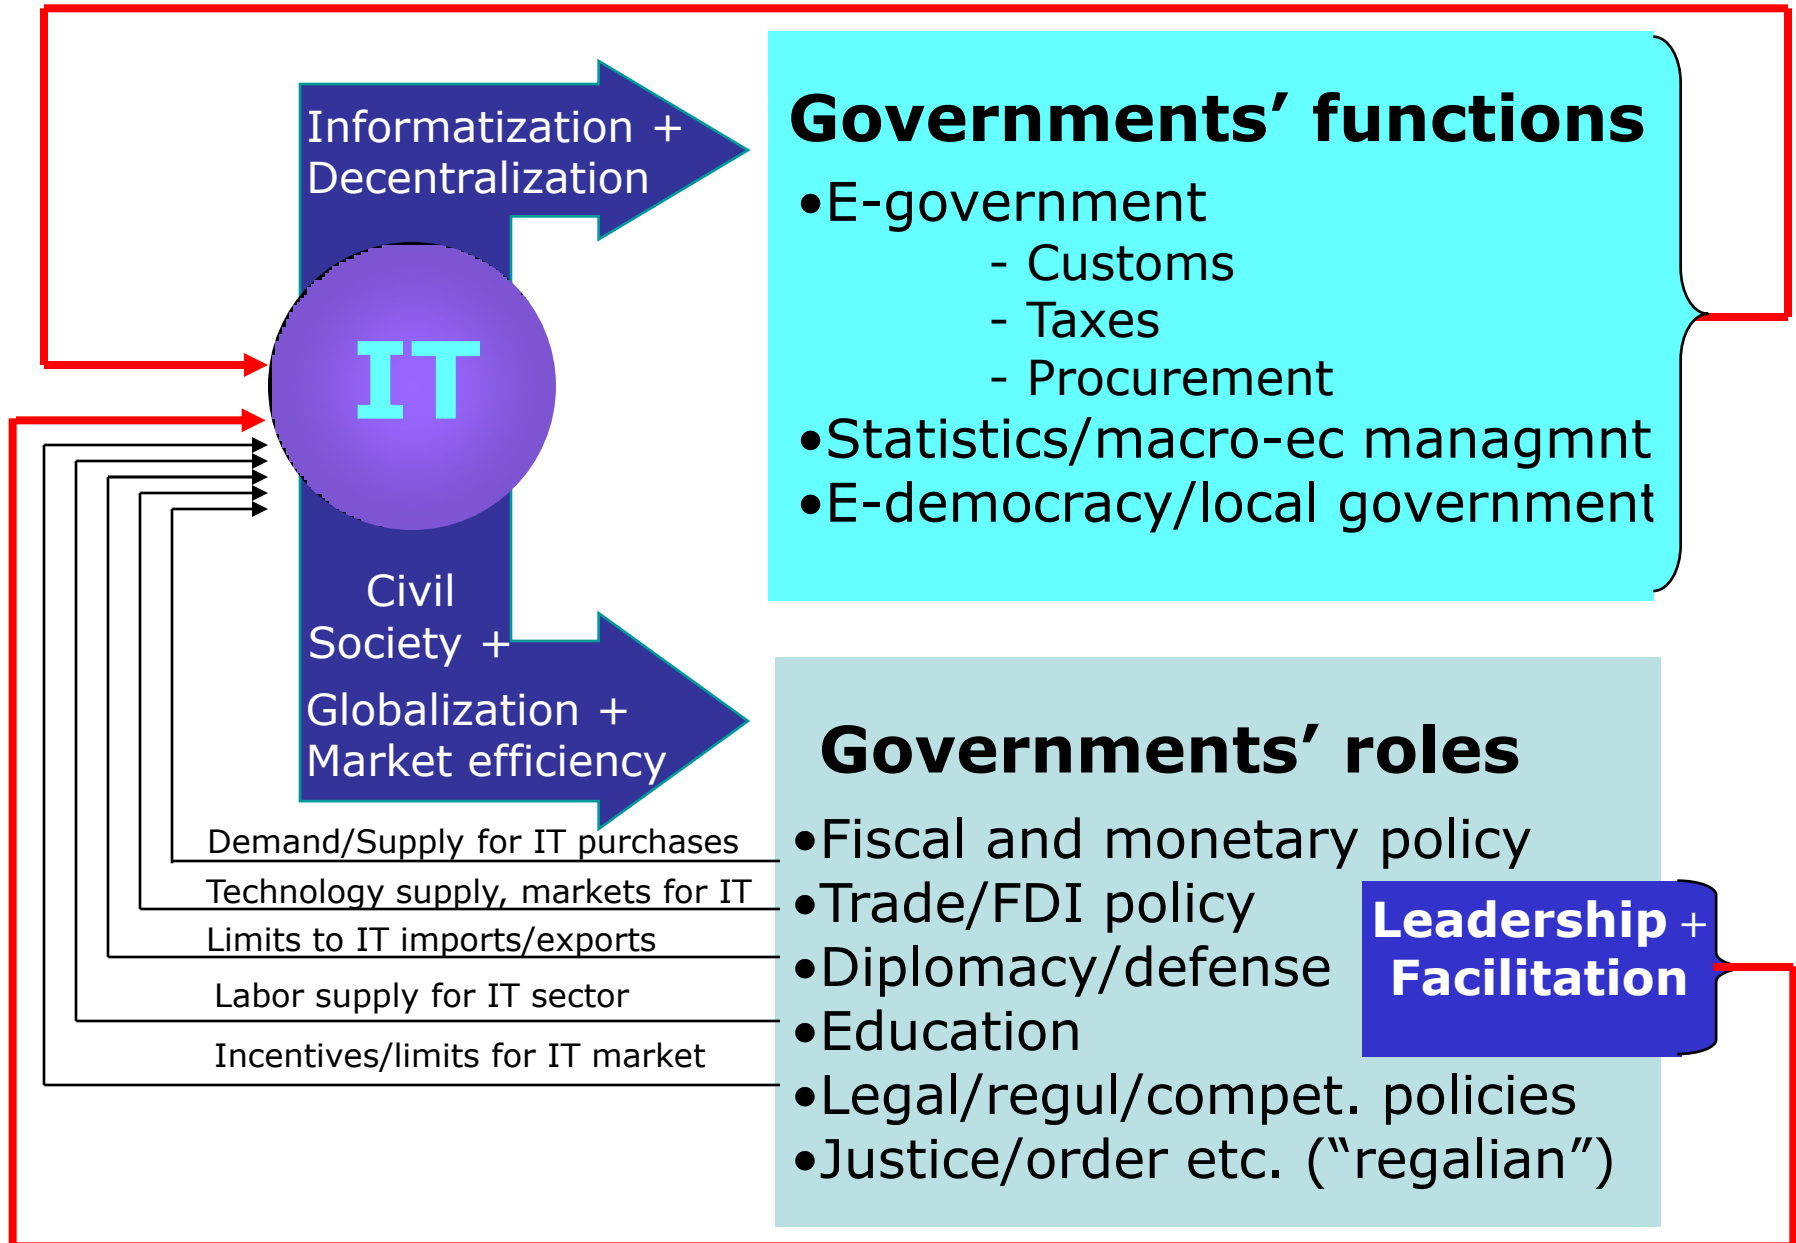 Informatization +
Decentralization
IT
Civil
Society +
Globalization +
Market efficiency
Governments’ functions
•E-government
- Customs
- Taxes
- Procurement
•Statistics/macro-ec managmnt
•E-democracy/local government
Governments’ roles
•Fiscal and monetary policy
•Trade/FDI policy
•Diplomacy/defense
•Education
•Legal/regul/compet. policies
•Justice/order etc. (“regalian”)
Leadership +
Facilitation
Demand/Supply for IT purchases
Technology supply, markets for IT
Limits to IT imports/exports
Labor supply for IT sector
Incentives/limits for IT market